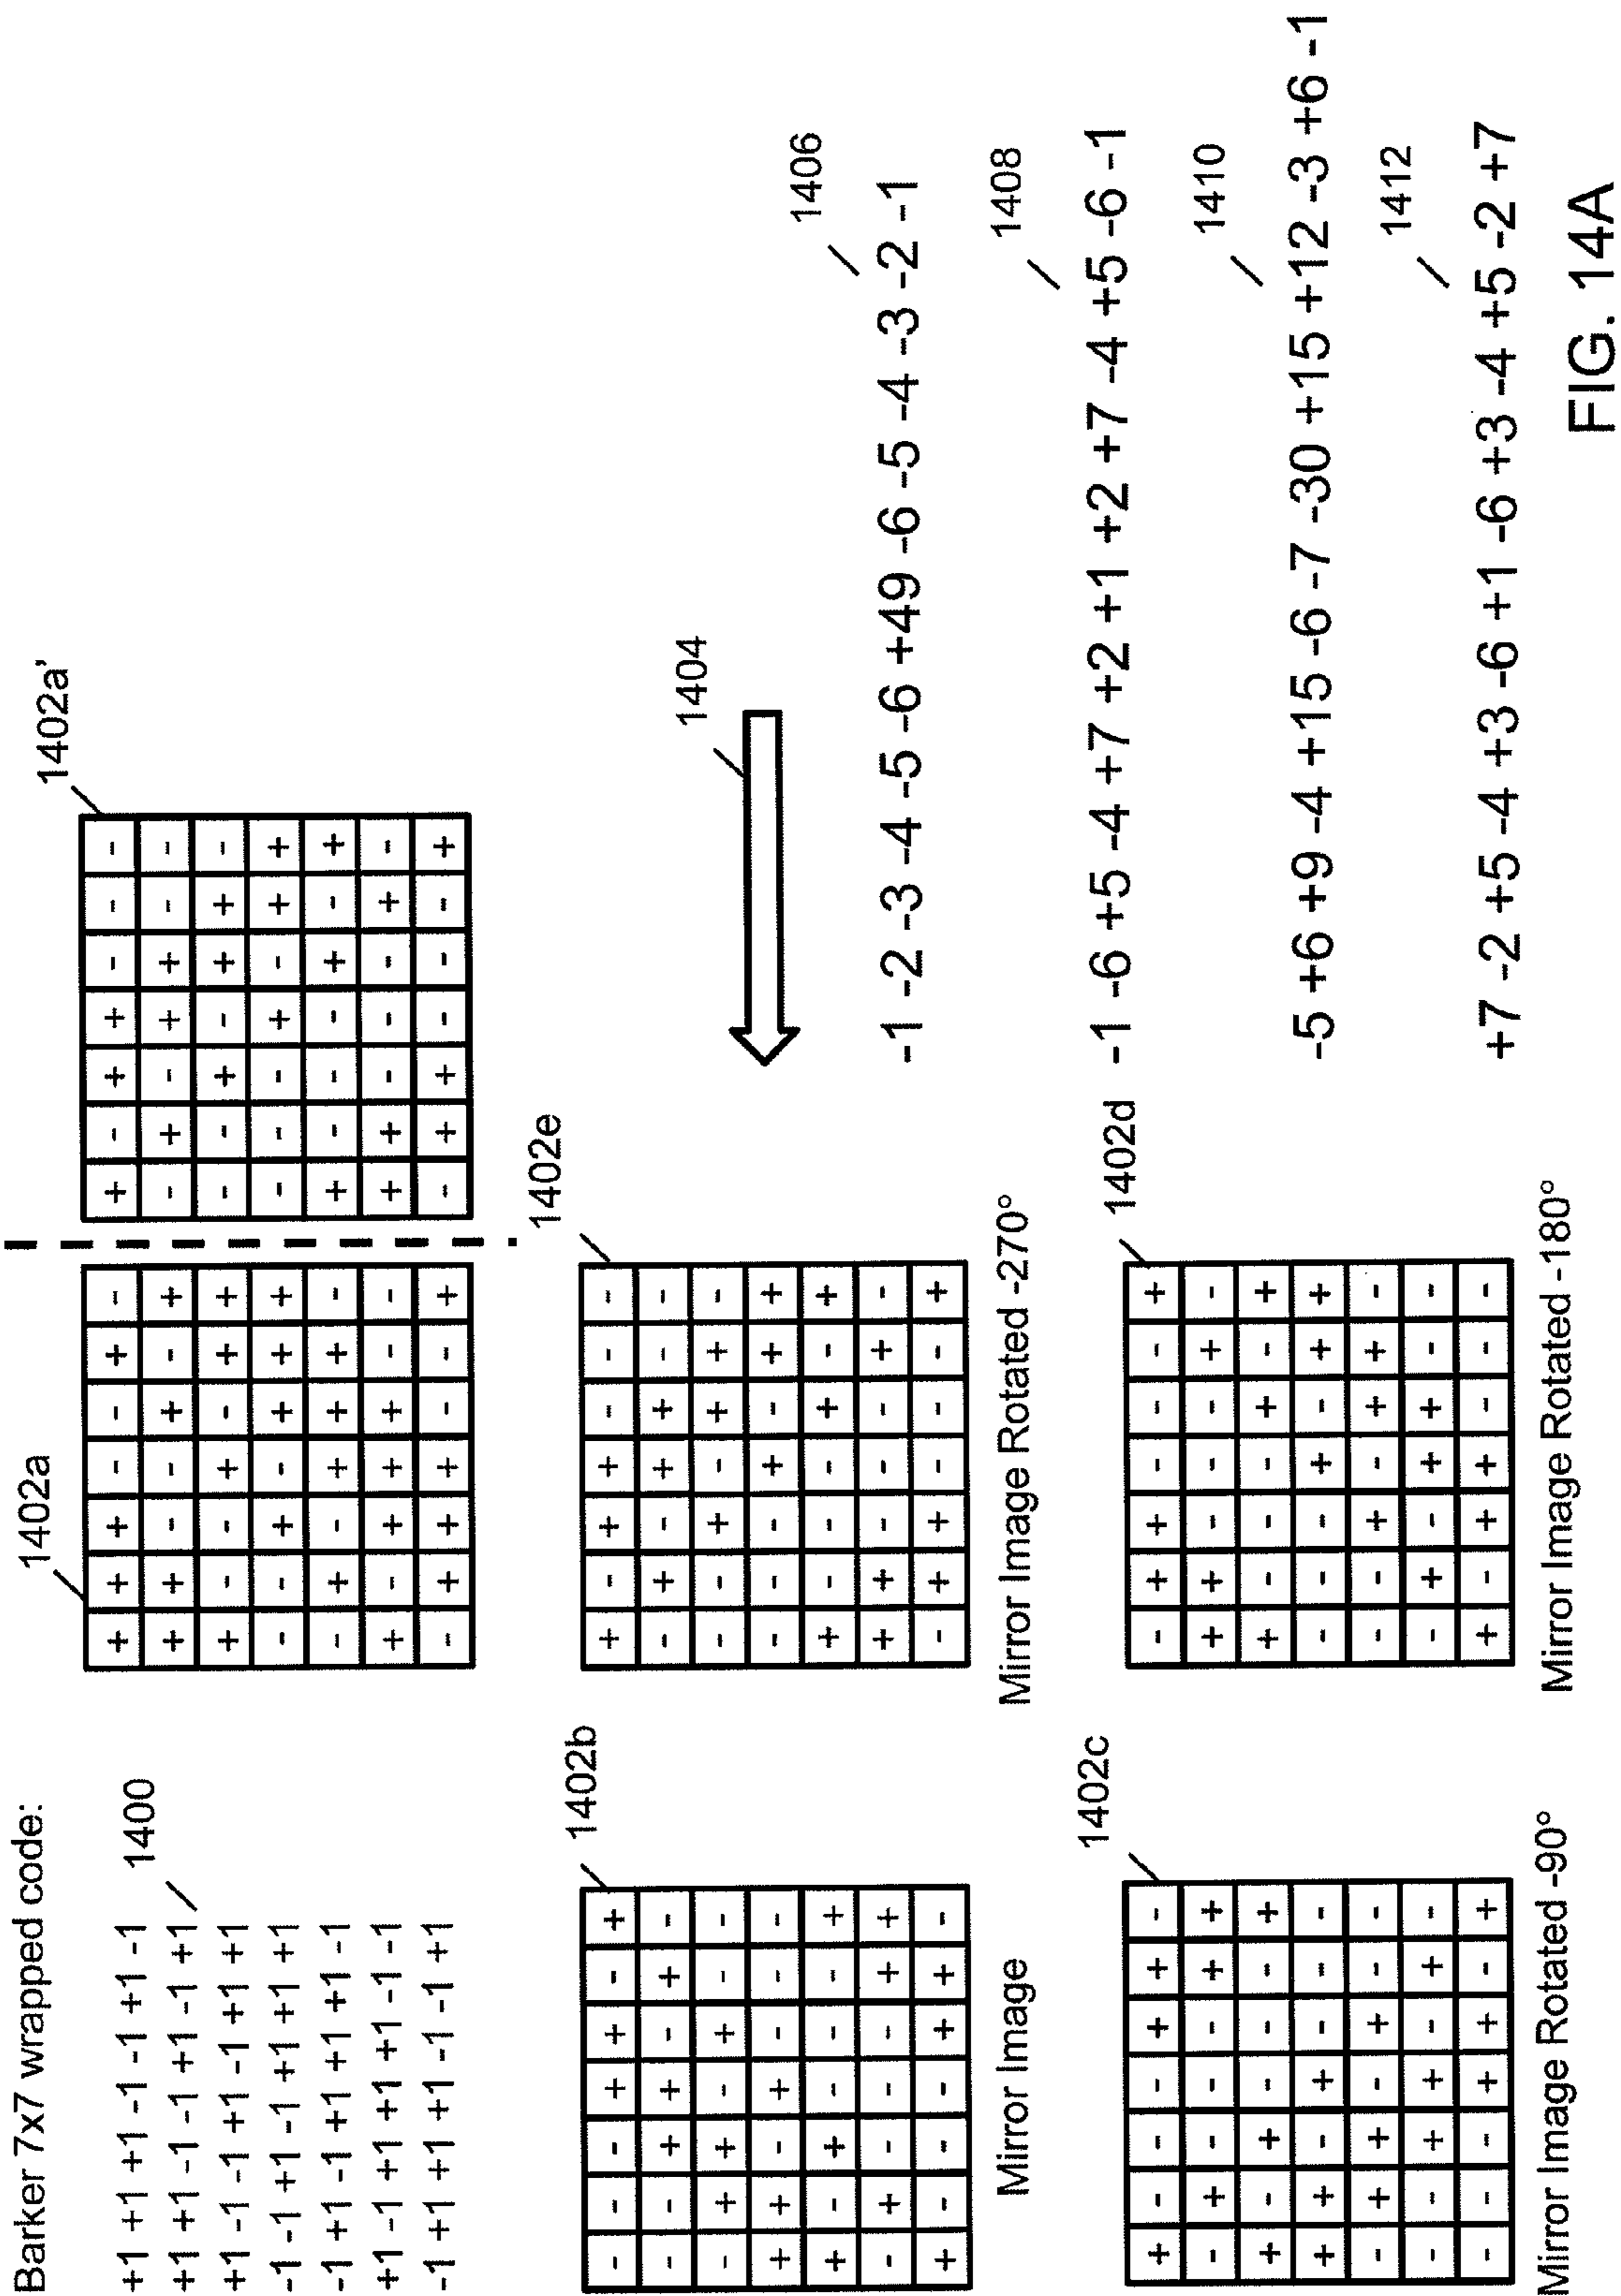 Barker 7x7 wrapped code:
1400
+1 +1 +1 -1 -1 +1 -1
+1 +1 -1 -1 +1 -1 +1
+1 -1 -1 +1 -1 +1 +1
-1 -1 +1 -1 +1 +1 +1
-1 +1 -1 +1 +1 +1 -1
+1 -1 +1 +1 +1 -1 -1
-1 +1 +1 +1 -1 -1 +1
1402a
+ + + - - + -
+ + - - + - +
+ - - + - + +
- - + - + + +
- + - + + + -
+ - + + + - -
- + + + - - +
1402a'
+ - + + - - -
- + - + + - -
- - + - + + -
- - - + - + +
+ - - - + - +
+ + - - - + -
- + + - - - +
1402b
- - - + + - +
- - + + - + -
- + + - + - -
+ + - + - - -
+ - + - - - +
- + - - - + +
+ - - - + + -
Mirror Image
1402e
+ - + + - - -
- + - + + - -
- - + - + + -
- - - + - + +
+ - - - + - +
+ + - - - + -
- + + - - - +
Mirror Image Rotated -270°
1402c
+ - - - + + -
- + - - - + +
+ - + - - - +
+ + - + - - -
- + + - + - -
- - + + - + -
- - - + + - +
Mirror Image Rotated -90°
1402d
- + + - - - +
+ + - - - + -
+ - - - + - +
- - - + - + +
- - + - + + -
- + - + + - -
+ - + + - - -
Mirror Image Rotated -180°
1404
1406
-1 -2 -3 -4 -5 -6 +49 -6 -5 -4 -3 -2 -1
1408
-1 -6 +5 -4 +7 +2 +1 +2 +7 -4 +5 -6 -1
1410
-5 +6 +9 -4 +15 -6 -7 -30 +15 +12 -3 +6 -1
1412
+7 -2 +5 -4 +3 -6 +1 -6 +3 -4 +5 -2 +7
FIG. 14A